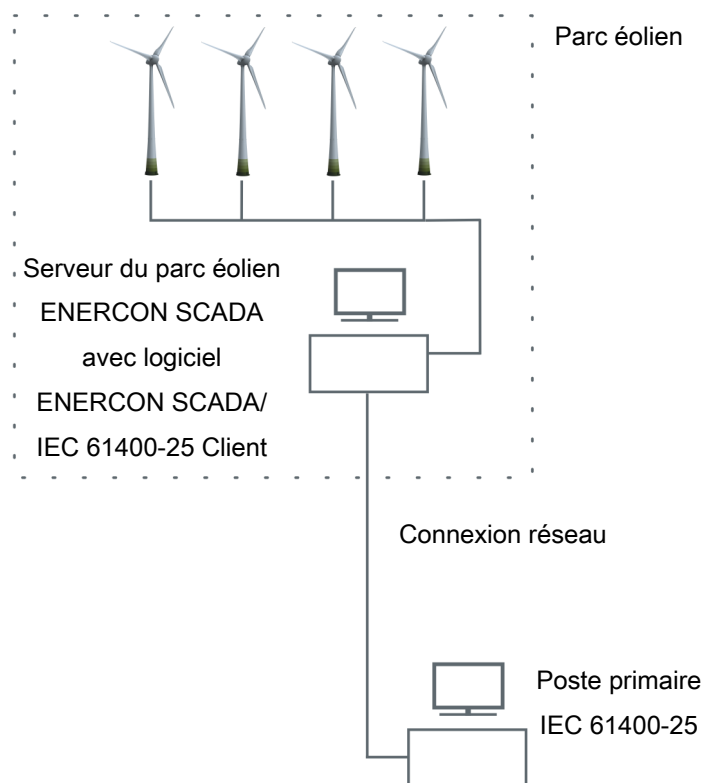 Parc éolien
Serveur du parc éolien
ENERCON SCADA
avec logiciel
ENERCON SCADA/
IEC 61400-25 Client
Connexion réseau
Poste primaire
IEC 61400-25